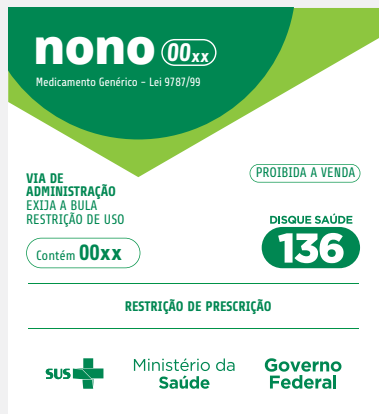 nono 00xx
Medicamento Genérico - Lei 9787/99
PROIBIDA A VENDA
VIA DE
ADMINISTRAÇÃO
EXIJA A BULA
RESTRIÇÃO DE USO
DISQUE SAÚDE
136
Contém 00xx
RESTRIÇÃO DE PRESCRIÇÃO
SUS
Ministério da
Saúde
Governo
Federal